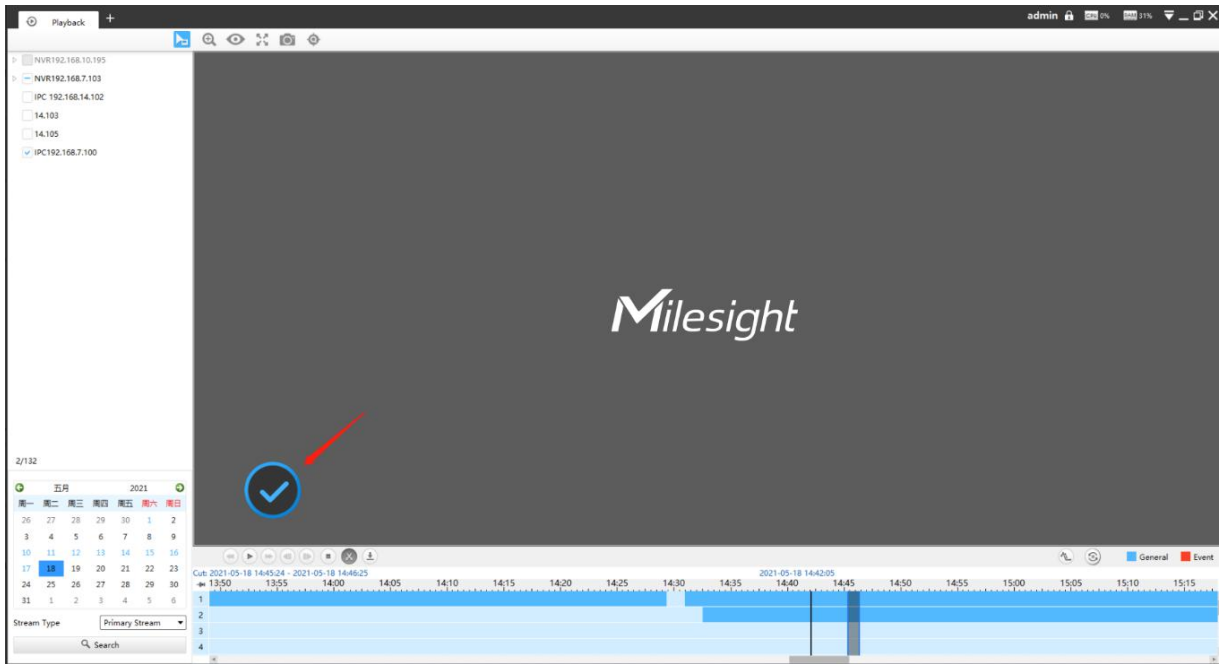 Playback
+
admin CPU 0% RAM 31%
NVR192.168.10.195
NVR192.168.7.103
IPC 192.168.14.102
14.103
14.105
IPC192.168.7.100
Milesight
2/132
五月 2021
周一 周二 周三 周四 周五 周六 周日
26 27 28 29 30 1 2
3 4 5 6 7 8 9
10 11 12 13 14 15 16
17 18 19 20 21 22 23
24 25 26 27 28 29 30
31 1 2 3 4 5 6
Stream Type Primary Stream
Search
General Event
Cut: 2021-05-18 14:45:24 - 2021-05-18 14:46:25 2021-05-18 14:42:05
13:50 13:55 14:00 14:05 14:10 14:15 14:20 14:25 14:30 14:35 14:40 14:45 14:50 14:55 15:00 15:05 15:10 15:15
1
2
3
4